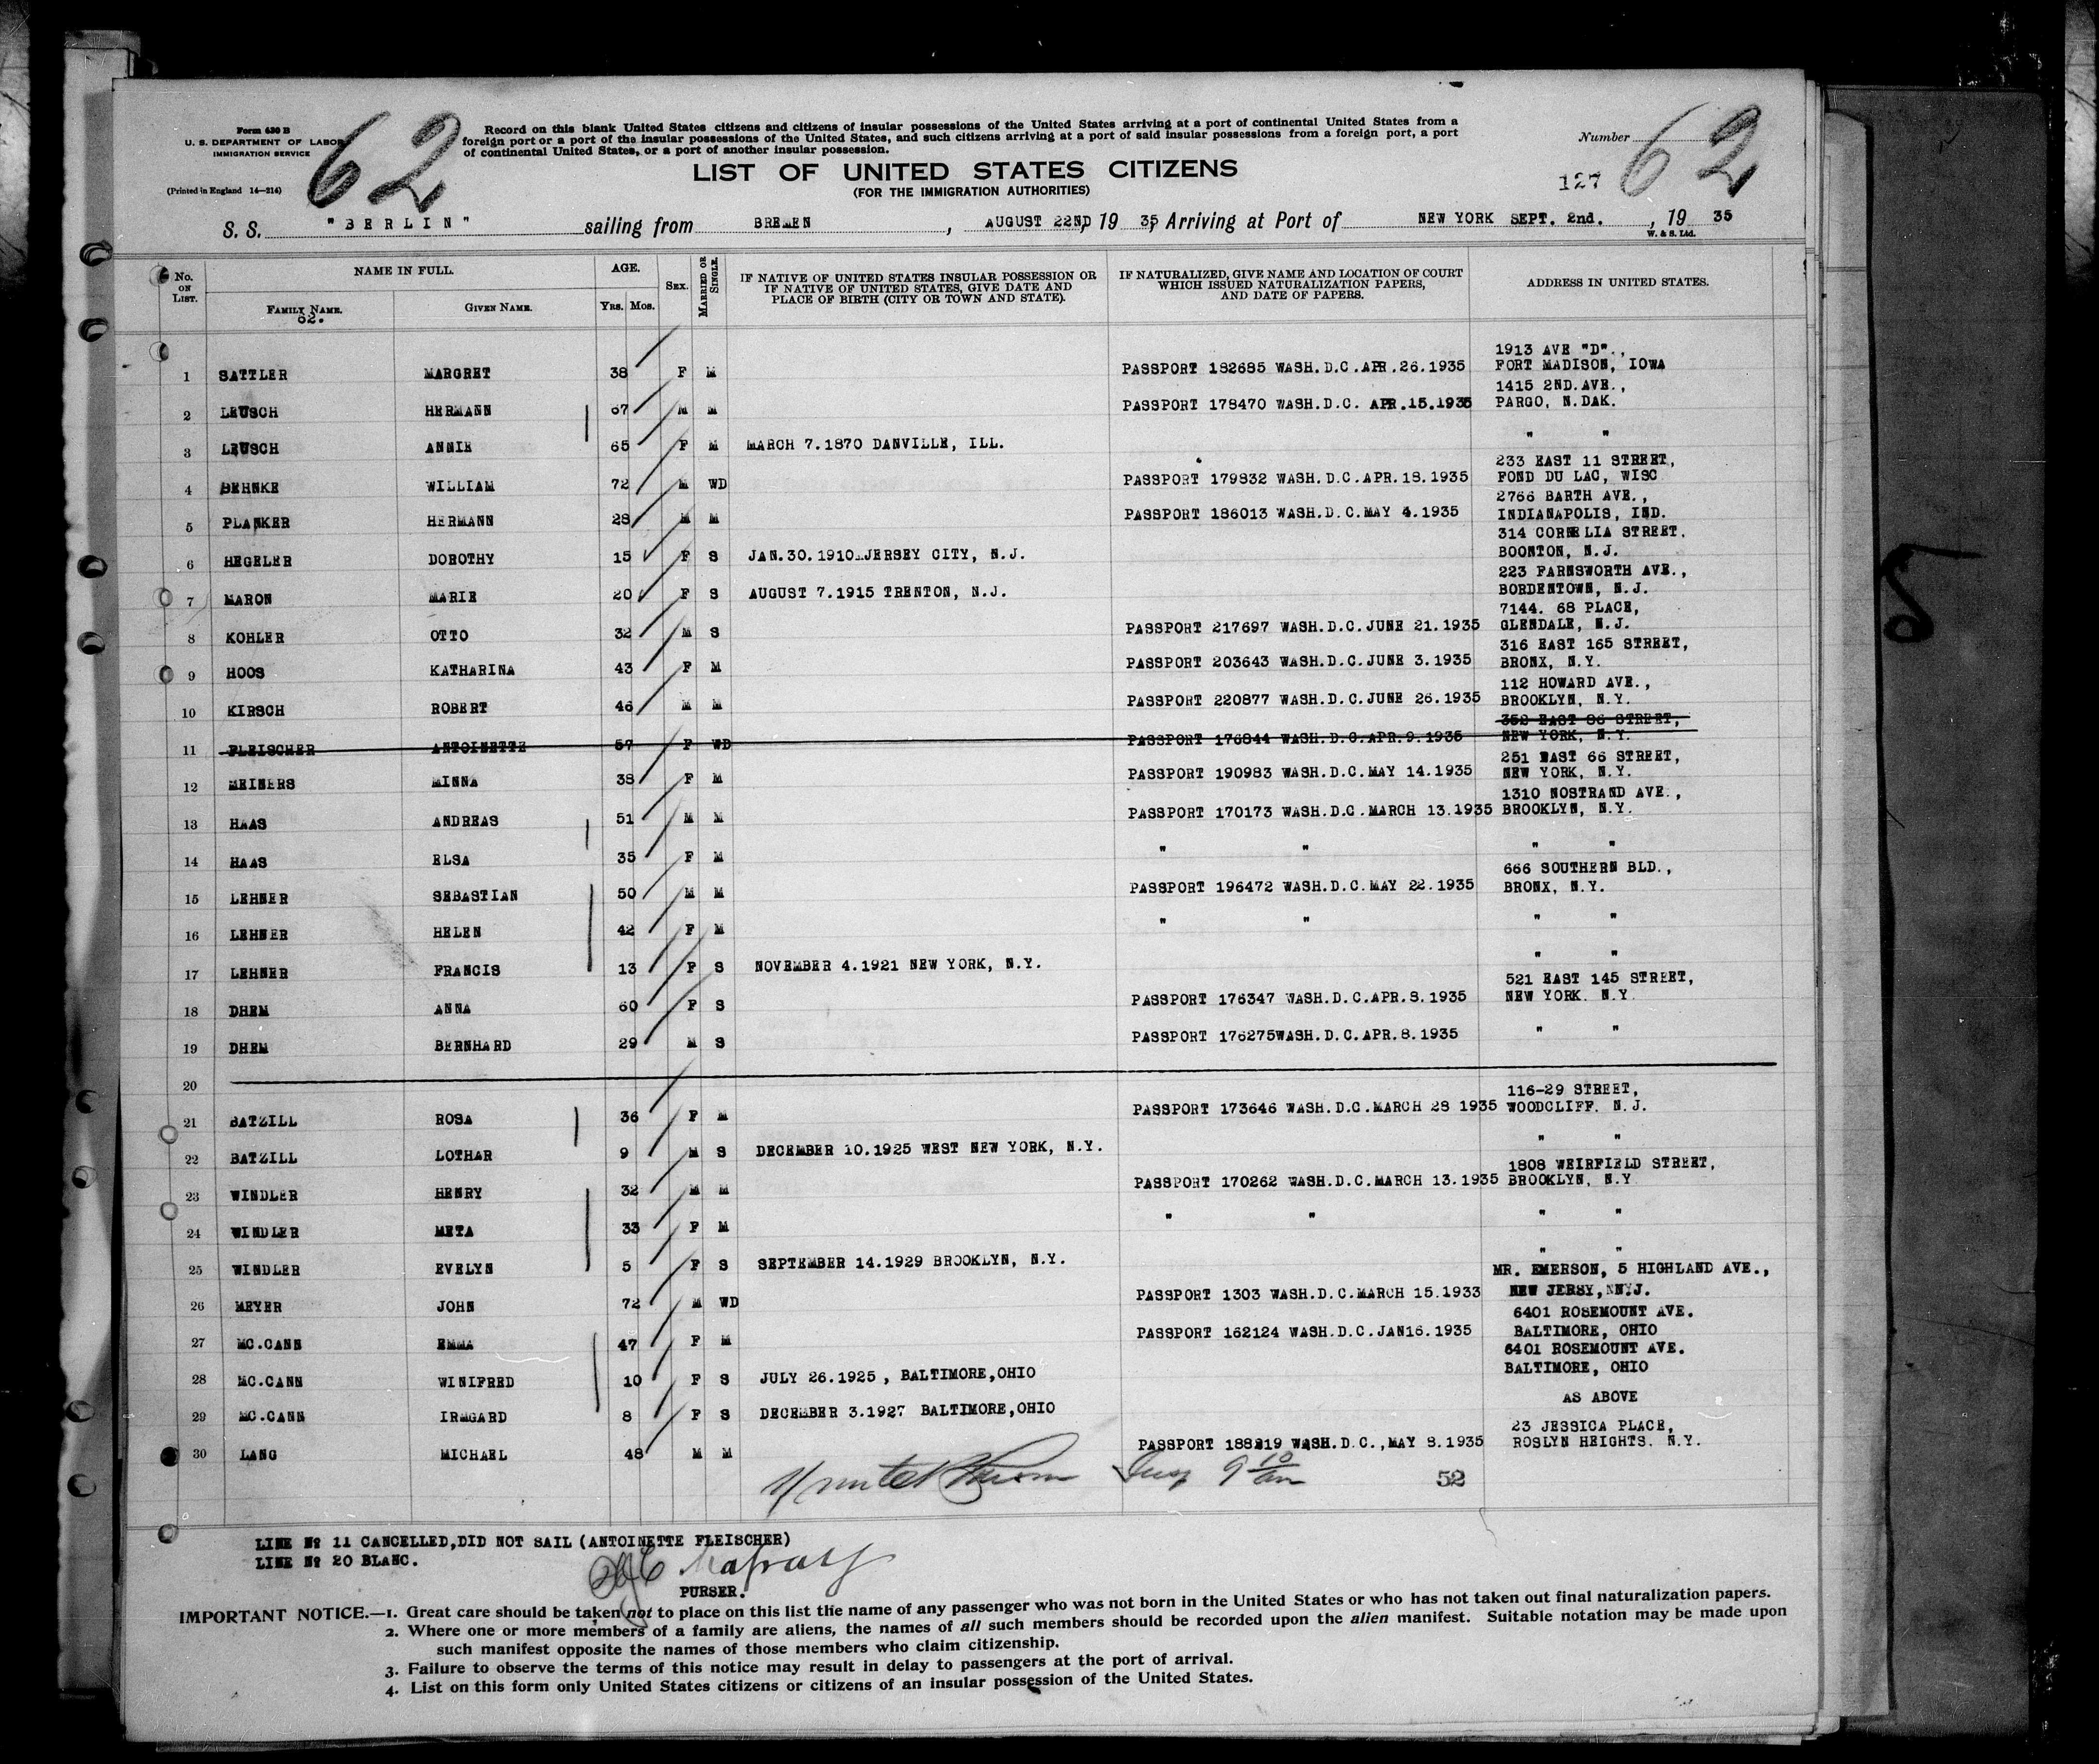 Form 630 B
U. S. DEPARTMENT OF LABOR
IMMIGRATION SERVICE
(Printed in England 14—214)
62
Record on this blank United States citizens and citizens of insular possessions of the United States arriving at a port of continental United States from a
foreign port or a port of the insular possessions of the United States, and such citizens arriving at a port of said insular possessions from a foreign port, a port
of continental United States, or a port of another insular possession.
LIST OF UNITED STATES CITIZENS
(FOR THE IMMIGRATION AUTHORITIES)
Number
127 62
S. S. "BERLIN" sailing from BREMEN, AUGUST 22ND, 19 35, Arriving at Port of NEW YORK SEPT. 2nd., 19 35
W. & S. Ltd.
No. ON LIST. NAME IN FULL. AGE. SEX. MARRIED OR SINGLE. IF NATIVE OF UNITED STATES INSULAR POSSESSION OR IF NATIVE OF UNITED STATES, GIVE DATE AND PLACE OF BIRTH (CITY OR TOWN AND STATE). IF NATURALIZED, GIVE NAME AND LOCATION OF COURT WHICH ISSUED NATURALIZATION PAPERS, AND DATE OF PAPERS. ADDRESS IN UNITED STATES.
FAMILY NAME. GIVEN NAME. Yrs. Mos.
62.
1913 AVE "D".,
1 SATTLER MARGRET 38 F M PASSPORT 182685 WASH.D.C.APR.26.1935 FORT MADISON, IOWA
1415 2ND.AVE.,
2 LEUSCH HERMANN 67 M M PASSPORT 178470 WASH.D.C. APR.15.1935 FARGO, N.DAK.
3 LEUSCH ANNIE 65 F M MARCH 7.1870 DANVILLE, ILL. " "
233 EAST 11 STREET,
4 BEHNKE WILLIAM 72 M WD PASSPORT 179832 WASH.D.C.APR.18.1935 FOND DU LAC, WISC
2766 BARTH AVE.,
5 PLANKER HERMANN 28 M M PASSPORT 186013 WASH.D.C.MAY 4.1935 INDIANAPOLIS, IND.
314 CORNELIA STREET.
6 HEGELER DOROTHY 15 F S JAN.30.1910.JERSEY CITY, N.J. BOONTON, N.J.
223 FARNSWORTH AVE.,
7 MARON MARIE 20 F S AUGUST 7.1915 TRENTON, N.J. BORDENTOWN, N.J.
7144. 68 PLACE,
8 KOHLER OTTO 32 M S PASSPORT 217697 WASH.D.C.JUNE 21.1935 GLENDALE, N.J.
316 EAST 165 STREET,
9 HOOS KATHARINA 43 F M PASSPORT 203643 WASH.D.C.JUNE 3.1935 BRONX, N.Y.
112 HOWARD AVE.,
10 KIRSCH ROBERT 46 M M PASSPORT 220877 WASH.D.C.JUNE 26.1935 BROOKLYN, N.Y.
352 EAST 86 STREET,
11 FLEISCHER ANTOINETTE 57 F WD PASSPORT 176844 WASH.D.C.APR.9.1935 NEW YORK, N.Y.
251 EAST 66 STREET,
12 MEINERS MINNA 38 F M PASSPORT 190983 WASH.D.C.MAY 14.1935 NEW YORK, N.Y.
1310 NOSTRAND AVE.,
13 HAAS ANDREAS 51 M M PASSPORT 170173 WASH.D.C.MARCH 13.1935 BROOKLYN, N.Y.
14 HAAS ELSA 35 F M " " " "
666 SOUTHERN BLD.,
15 LEHNER SEBASTIAN 50 M M PASSPORT 196472 WASH.D.C.MAY 22.1935 BRONX, N.Y.
16 LEHNER HELEN 42 F M " " " "
17 LEHNER FRANCIS 13 F S NOVEMBER 4.1921 NEW YORK, N.Y. " "
521 EAST 145 STREET,
18 DHEM ANNA 60 F S PASSPORT 176347 WASH.D.C.APR.8.1935 NEW YORK. N.Y.
19 DHEM BERNHARD 29 M S PASSPORT 176275WASH.D.C.APR.8.1935 " "
20
116-29 STREET,
21 BATZILL ROSA 36 F M PASSPORT 173646 WASH.D.C.MARCH 28 1935 WOODCLIFF. N.J.
22 BATZILL LOTHAR 9 M S DECEMBER 10.1925 WEST NEW YORK, N.Y. " "
1808 WEIRFIELD STREET,
23 WINDLER HENRY 32 M M PASSPORT 170262 WASH.D.C.MARCH 13.1935 BROOKLYN, N.Y
24 WINDLER META 33 F M " " " "
25 WINDLER EVELYN 5 F S SEPTEMBER 14.1929 BROOKLYN, N.Y. " "
MR. EMERSON, 5 HIGHLAND AVE.,
26 MEYER JOHN 72 M WD PASSPORT 1303 WASH.D.C.MARCH 15.1933 NEW JERSY, N.J.
6401 ROSEMOUNT AVE.
27 MC.CANN EMMA 47 F M PASSPORT 162124 WASH.D.C.JAN16.1935 BALTIMORE, OHIO
6401 ROSEMOUNT AVE.
28 MC.CANN WINIFRED 10 F S JULY 26.1925, BALTIMORE,OHIO BALTIMORE, OHIO
29 MC.CANN IRMGARD 8 F S DECEMBER 3.1927 BALTIMORE,OHIO AS ABOVE
23 JESSICA PLACE,
30 LANG MICHAEL 48 M M PASSPORT 188219 WASH.D.C.,MAY 8.1935 ROSLYN HEIGHTS. N.Y.
52
LINE Nº 11 CANCELLED,DID NOT SAIL (ANTOINETTE FLEISCHER)
LINE Nº 20 BLANC.
PURSER.
IMPORTANT NOTICE.—1. Great care should be taken not to place on this list the name of any passenger who was not born in the United States or who has not taken out final naturalization papers.
2. Where one or more members of a family are aliens, the names of all such members should be recorded upon the alien manifest. Suitable notation may be made upon
such manifest opposite the names of those members who claim citizenship.
3. Failure to observe the terms of this notice may result in delay to passengers at the port of arrival.
4. List on this form only United States citizens or citizens of an insular possession of the United States.